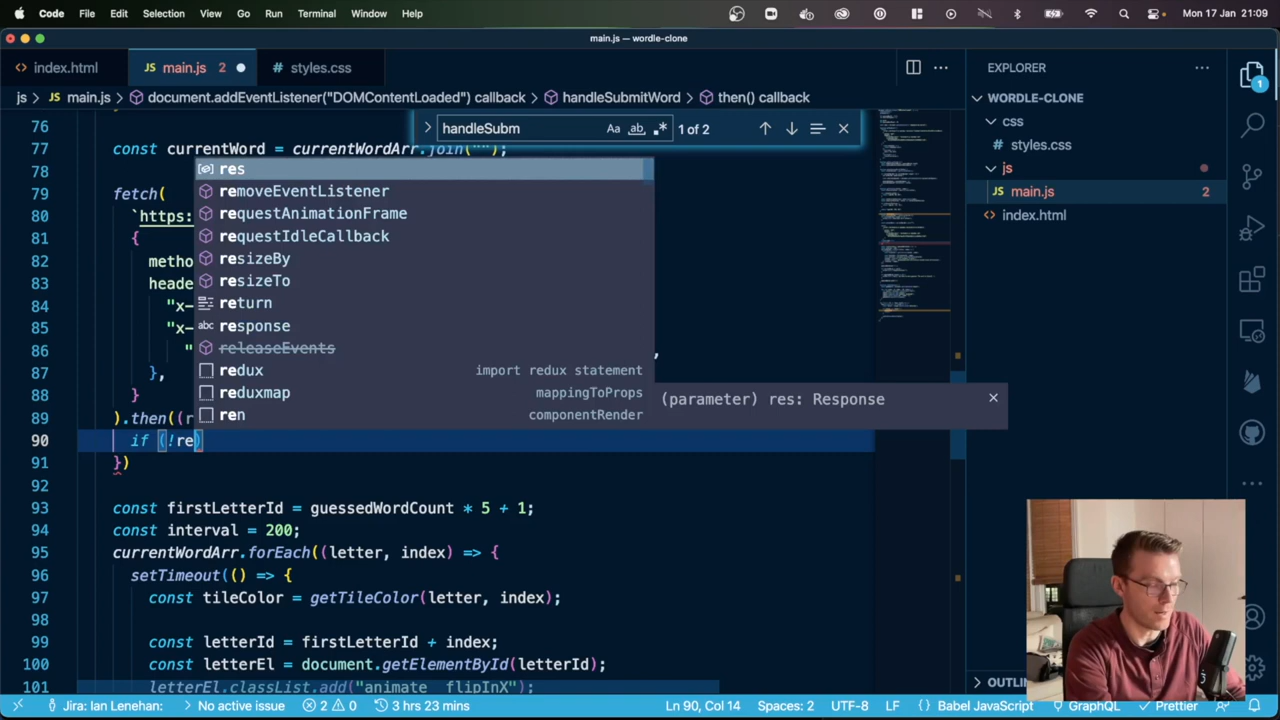 Code File Edit Selection View Go Run Terminal Window Help Mon 17 Jan 21:09
main.js — wordle-clone
index.html JS main.js 2 styles.css EXPLORER
js > JS main.js > document.addEventListener("DOMContentLoaded") callback > handleSubmitWord > then() callback
WORDLE-CLONE
css
styles.css
js
JS main.js 2
index.html
handleSubm Aa ab 1 of 2
76
77 const currentWord = currentWordArr.join("");
78 res
79 fetch( removeEventListener
80 `https: requestAnimationFrame
81 requestIdleCallback
82 metho resizeBy
83 heade resizeTo
84 "x- return
85 "x- response
86 " releaseEvents ,
87 }, redux import redux statement
88 } reduxmap mappingToProps
(parameter) res: Response
89 ).then((r ren componentRender
90 if (!re)
91 })
92
93 const firstLetterId = guessedWordCount * 5 + 1;
94 const interval = 200;
95 currentWordArr.forEach((letter, index) => {
96 setTimeout(() => {
97 const tileColor = getTileColor(letter, index);
98
99 const letterId = firstLetterId + index;
100 const letterEl = document.getElementById(letterId);
101 letterEl.classList.add("animate__flipInX");
OUTLIN
Jira: Ian Lenehan: No active issue 2 0 3 hrs 23 mins Ln 90, Col 14 Spaces: 2 UTF-8 LF Babel JavaScript GraphQL Prettier